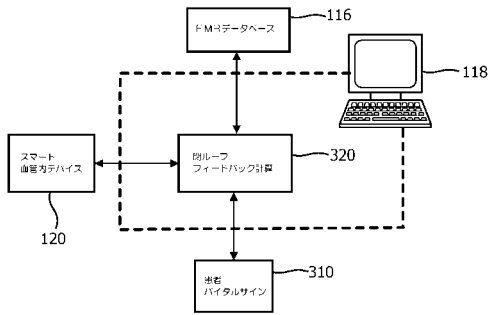 EMRデータベース
116
118
スマート
血管内デバイス
閉ループ
フィードバック計算
320
120
患者
バイタルサイン
310